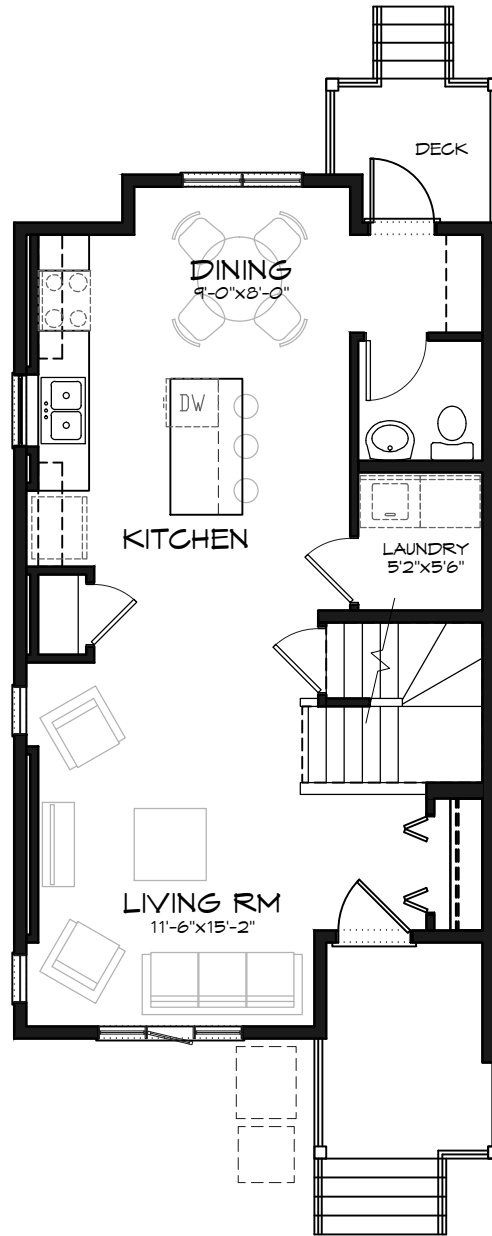 DECK
DINING
9'-0"x8'-0"
DW
KITCHEN
LAUNDRY
5'2"x5'6"
LIVING RM
11'-6"x15'-2"